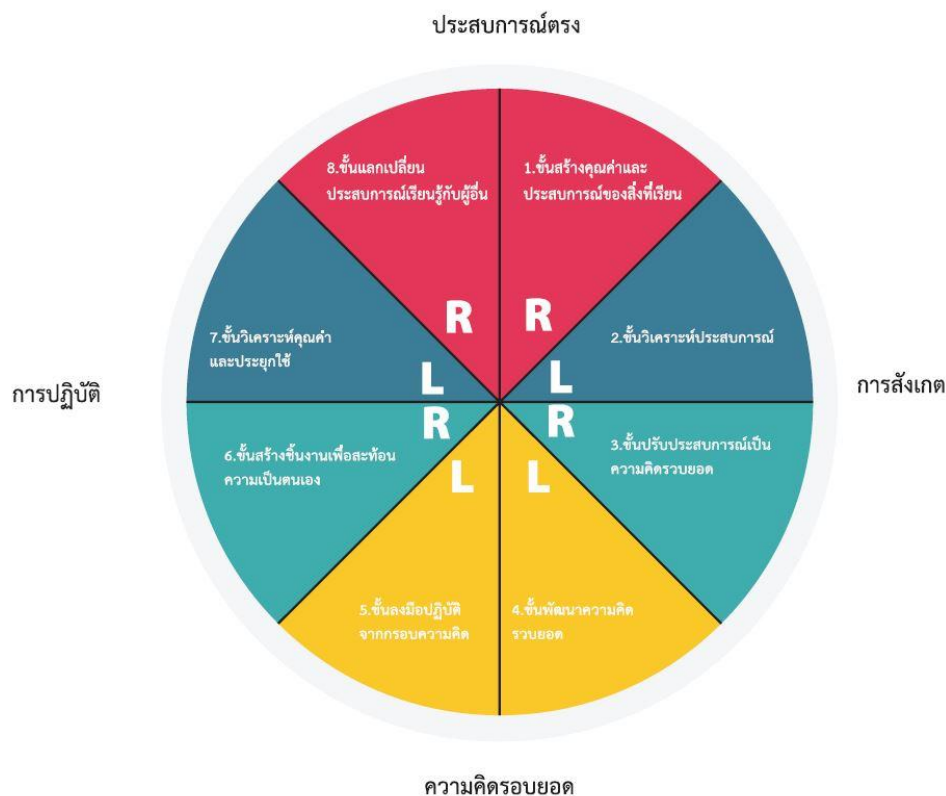 ประสบการณ์ตรง
8.ขั้นแลกเปลี่ยน
ประสบการณ์เรียนรู้กับผู้อื่น
1.ขั้นสร้างคุณค่าและ
ประสบการณ์ของสิ่งที่เรียน
R
R
7.ขั้นวิเคราะห์คุณค่า
และประยุกใช้
2.ขั้นวิเคราะห์ประสบการณ์
L
L
การปฏิบัติ
การสังเกต
R
R
6.ขั้นสร้างชิ้นงานเพื่อสะท้อน
ความเป็นตนเอง
3.ขั้นปรับประสบการณ์เป็น
ความคิดรวบยอด
L
L
5.ขั้นลงมือปฏิบัติ
จากกรอบความคิด
4.ขั้นพัฒนาความคิด
รวบยอด
ความคิดรอบยอด